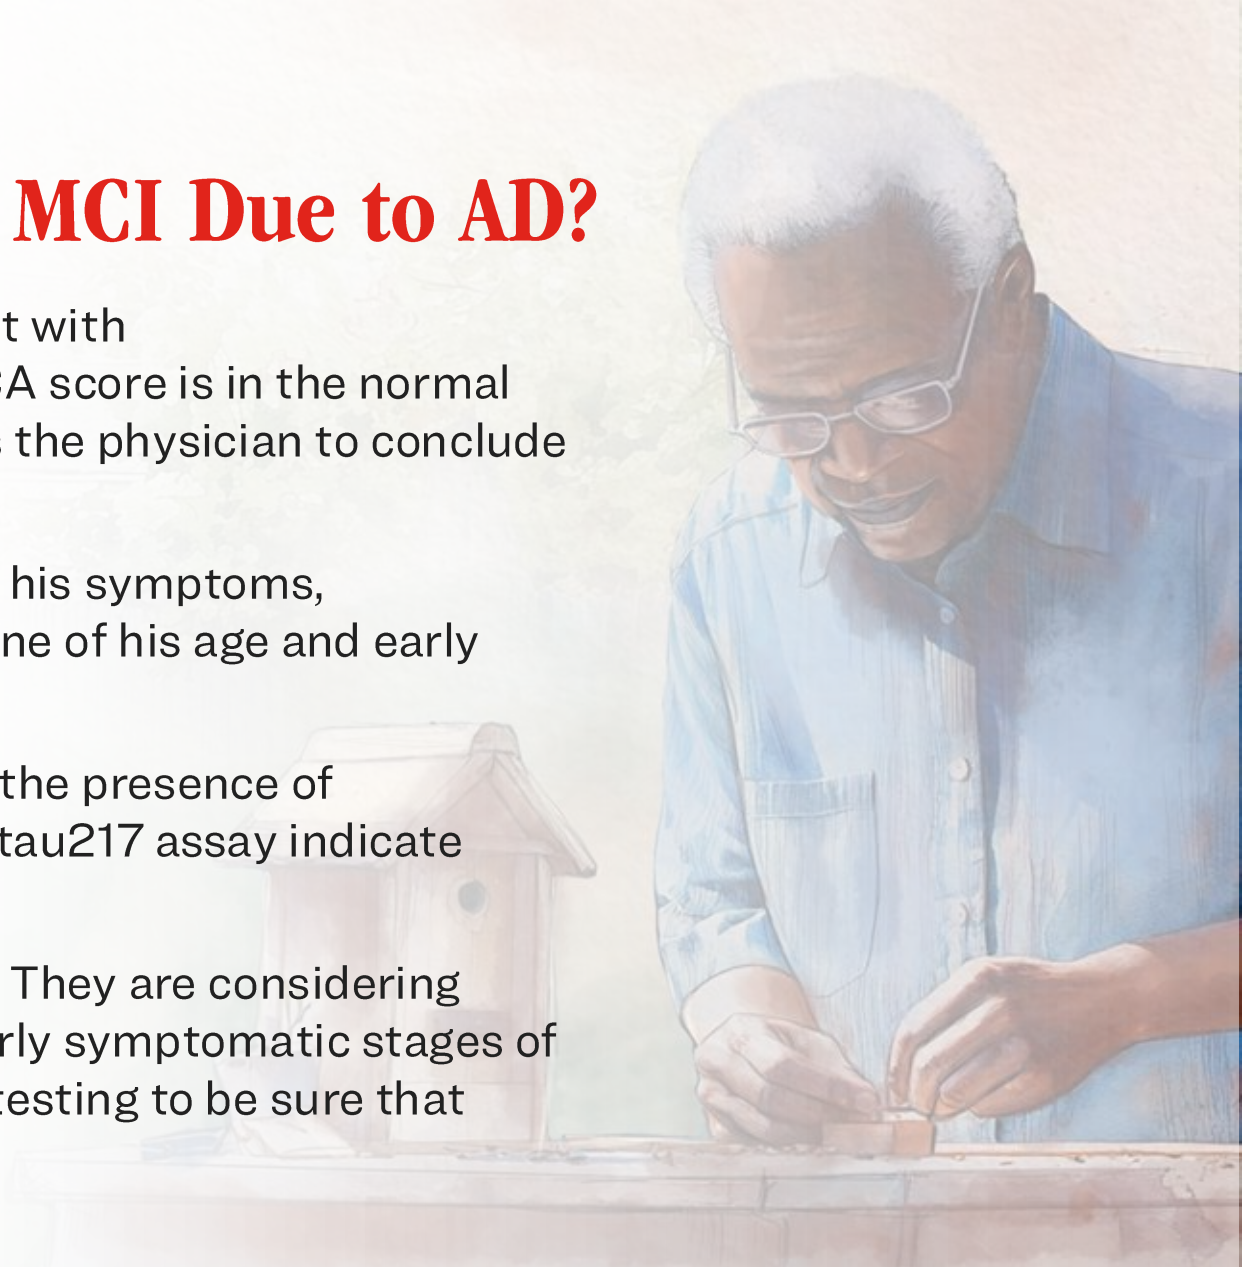 MCI Due to AD?
t with
CA score is in the normal
s the physician to conclude
his symptoms,
ne of his age and early
the presence of
tau217 assay indicate
They are considering
rly symptomatic stages of
testing to be sure that